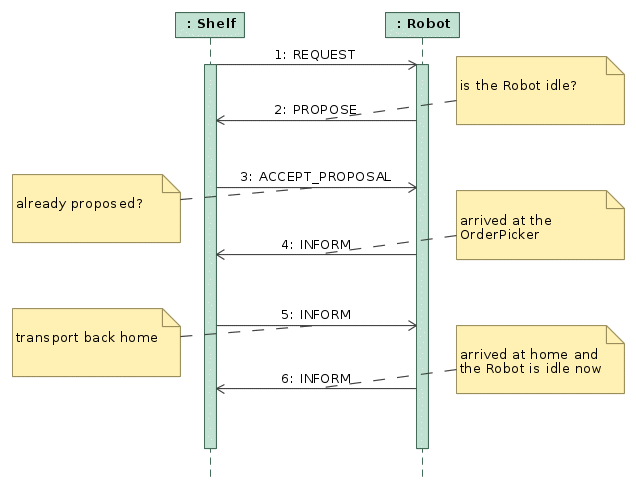 : Shelf
: Robot
1: REQUEST
is the Robot idle?
2: PROPOSE
3: ACCEPT_PROPOSAL
already proposed?
arrived at the
OrderPicker
4: INFORM
5: INFORM
transport back home
arrived at home and
the Robot is idle now
6: INFORM